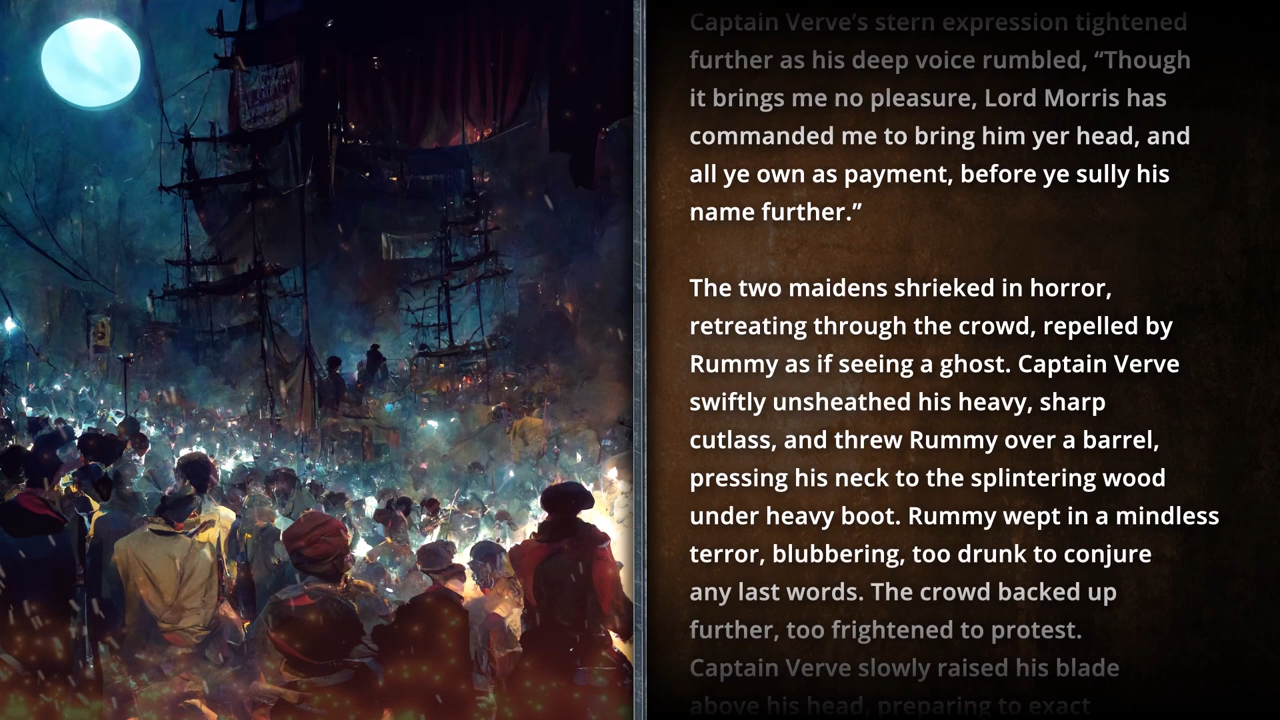 Captain Verve’s stern expression tightened
further as his deep voice rumbled, “Though
it brings me no pleasure, Lord Morris has
commanded me to bring him yer head, and
all ye own as payment, before ye sully his
name further.”
The two maidens shrieked in horror,
retreating through the crowd, repelled by
Rummy as if seeing a ghost. Captain Verve
swiftly unsheathed his heavy, sharp
cutlass, and threw Rummy over a barrel,
pressing his neck to the splintering wood
under heavy boot. Rummy wept in a mindless
terror, blubbering, too drunk to conjure
any last words. The crowd backed up
further, too frightened to protest.
Captain Verve slowly raised his blade
above his head, preparing to exact